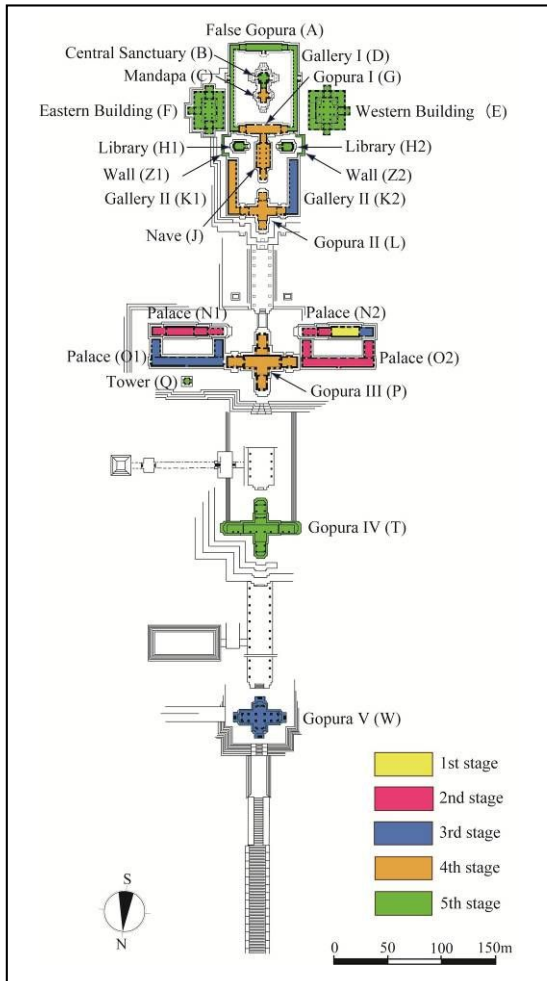 False Gopura (A)
Central Sanctuary (B)
Gallery I (D)
Mandapa (C)
Gopura I (G)
Eastern Building (F)
Western Building (E)
Library (H1)
Library (H2)
Wall (Z1)
Wall (Z2)
Gallery II (K1)
Gallery II (K2)
Nave (J)
Gopura II (L)
Palace (N1)
Palace (N2)
Palace (O1)
Palace (O2)
Tower (Q)
Gopura III (P)
Gopura IV (T)
Gopura V (W)
1st stage
2nd stage
3rd stage
4th stage
5th stage
S
N
0 50 100 150m